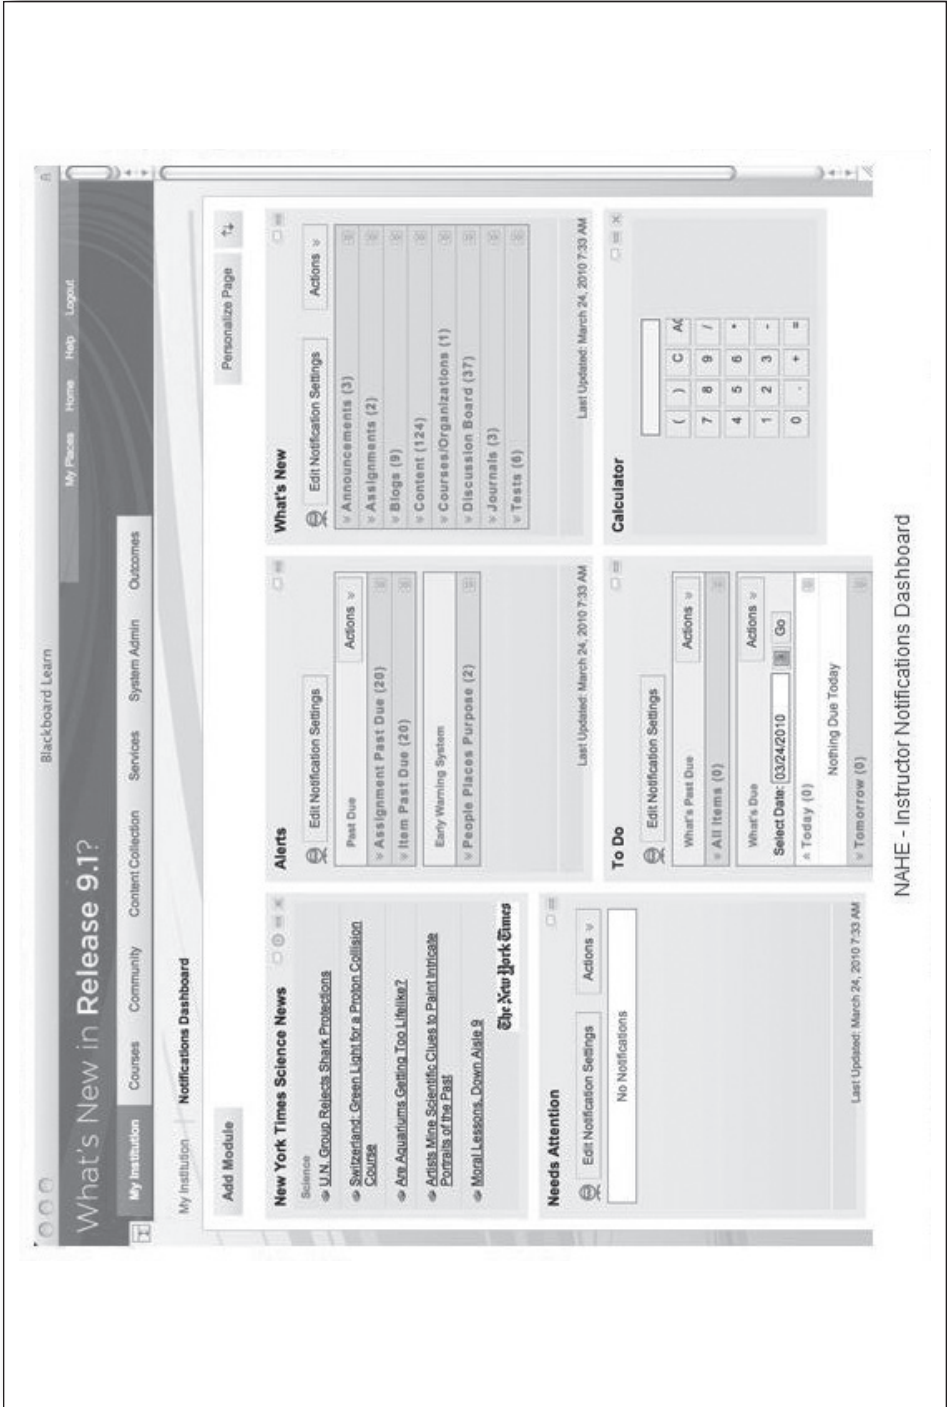 Blackboard Learn
What's New in Release 9.1?
My Places Home Help Logout
My Institution Courses Community Content Collection Services System Admin Outcomes
My Institution Notifications Dashboard
Add Module
Personalize Page
New York Times Science News
Science
U.N. Group Rejects Shark Protections
Switzerland: Green Light for a Proton Collision
Course
Are Aquariums Getting Too Lifelike?
Artists Mine Scientific Clues to Paint Intricate
Portraits of the Past
Moral Lessons, Down Aisle 9
The New York Times
Needs Attention
Edit Notification Settings Actions
No Notifications
Last Updated: March 24, 2010 7:33 AM
Alerts
Edit Notification Settings
Past Due Actions
Assignment Past Due (20)
Item Past Due (20)
Early Warning System
People Places Purpose (2)
Last Updated: March 24, 2010 7:33 AM
To Do
Edit Notification Settings
What's Past Due Actions
All Items (0)
What's Due Actions
Select Date: 03/24/2010 Go
Today (0)
Nothing Due Today
Tomorrow (0)
What's New
Edit Notification Settings Actions
Announcements (3)
Assignments (2)
Blogs (9)
Content (124)
Courses/Organizations (1)
Discussion Board (37)
Journals (3)
Tests (6)
Last Updated: March 24, 2010 7:33 AM
Calculator
( ) C AC
7 8 9 /
4 5 6 *
1 2 3 -
0 . + =
NAHE - Instructor Notifications Dashboard